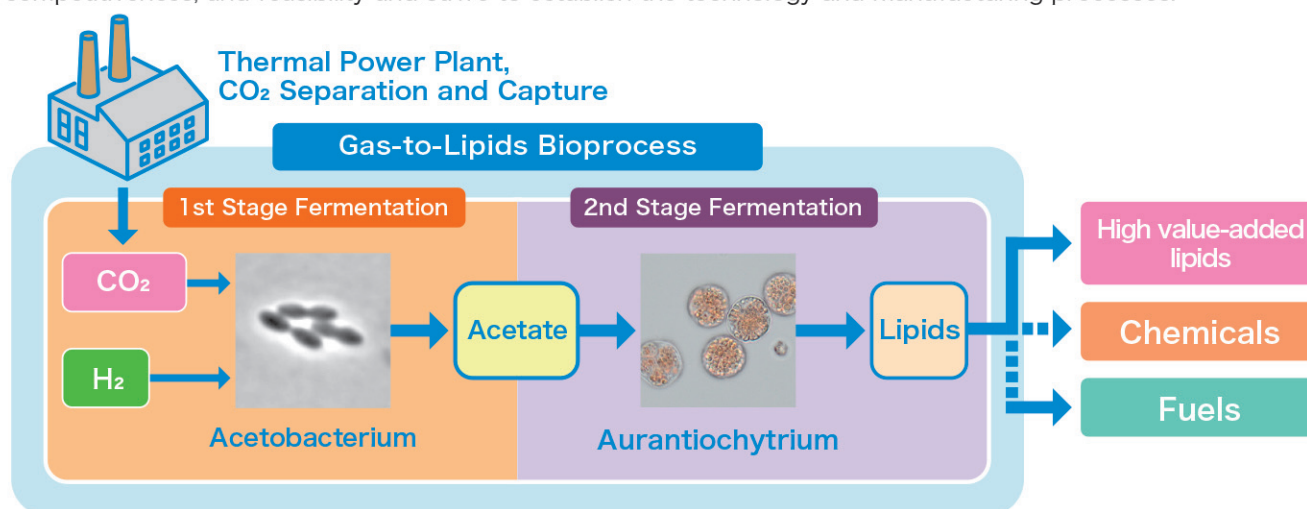 Thermal Power Plant,
CO₂ Separation and Capture
Gas-to-Lipids Bioprocess
1st Stage Fermentation
2nd Stage Fermentation
CO₂
H₂
Acetobacterium
Acetate
Aurantiochytrium
Lipids
High value-added
lipids
Chemicals
Fuels